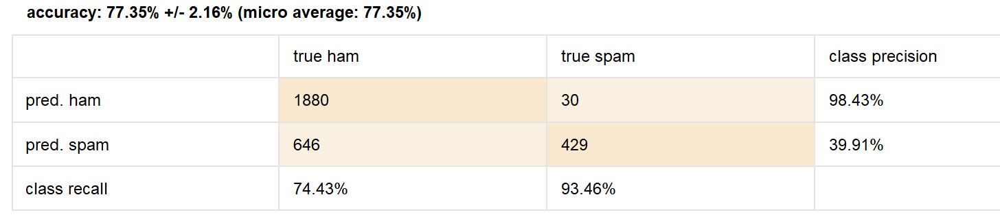 accuracy: 77.35% +/- 2.16% (micro average: 77.35%)
true ham true spam class precision
pred. ham 1880 30 98.43%
pred. spam 646 429 39.91%
class recall 74.43% 93.46%